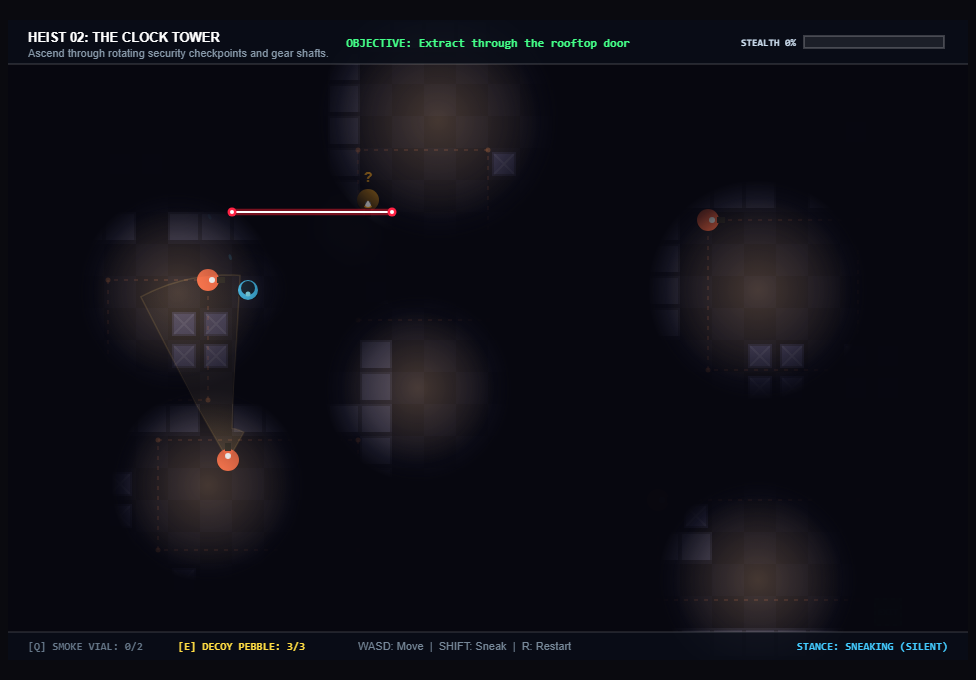 HEIST 02: THE CLOCK TOWER
Ascend through rotating security checkpoints and gear shafts.
OBJECTIVE: Extract through the rooftop door
STEALTH 0%
?
[Q] SMOKE VIAL: 0/2
[E] DECOY PEBBLE: 3/3
WASD: Move | SHIFT: Sneak | R: Restart
STANCE: SNEAKING (SILENT)